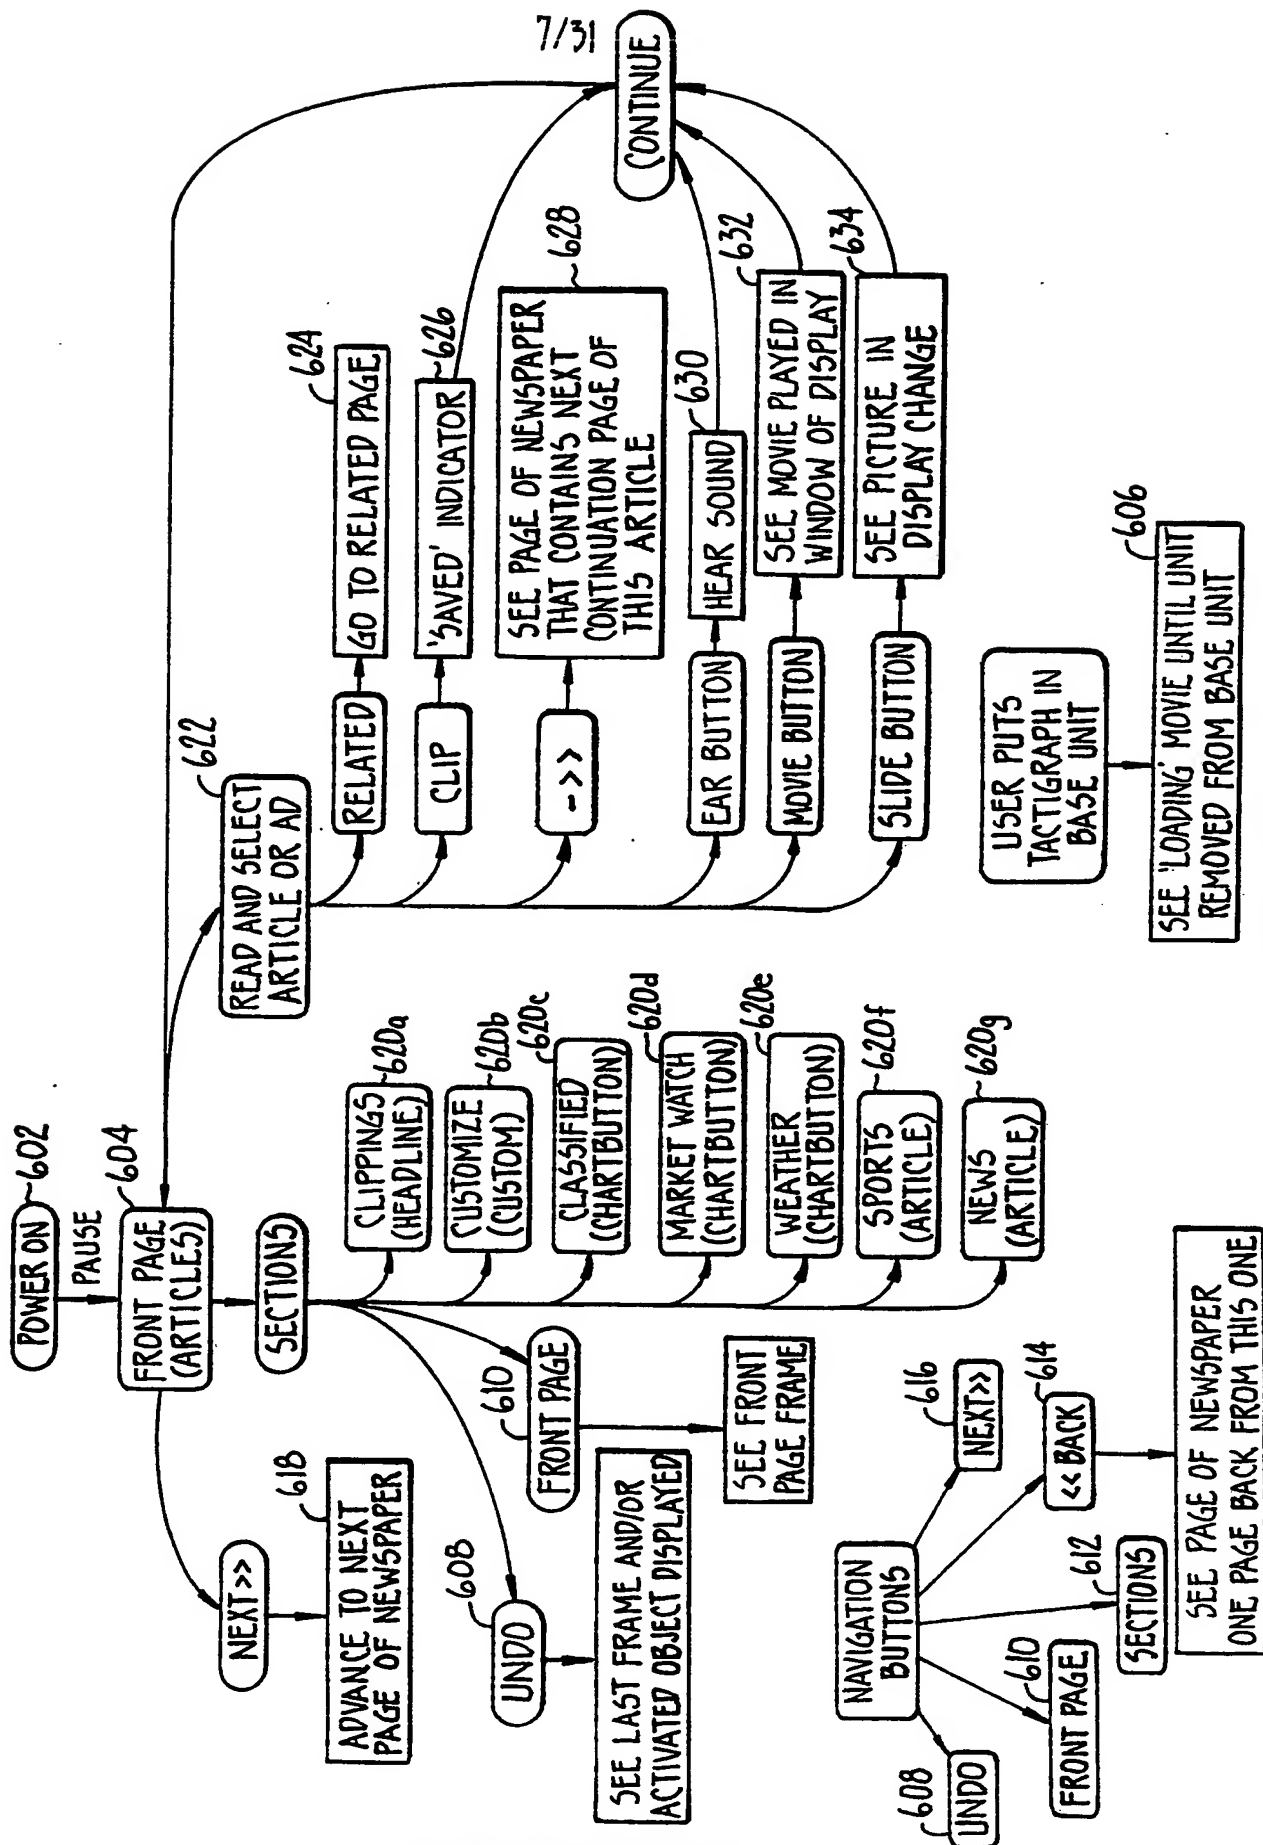 7/31
POWER ON
602
PAUSE
FRONT PAGE
(ARTICLES)
604
NEXT >>
ADVANCE TO NEXT
PAGE OF NEWSPAPER
618
SECTIONS
UNDO
608
SEE LAST FRAME AND/OR
ACTIVATED OBJECT DISPLAYED
FRONT PAGE
610
SEE FRONT
PAGE FRAME
CLIPPINGS
(HEADLINE)
620a
CUSTOMIZE
(CUSTOM)
620b
CLASSIFIED
(CHARTBUTTON)
620c
MARKET WATCH
(CHARTBUTTON)
620d
WEATHER
(CHARTBUTTON)
620e
SPORTS
(ARTICLE)
620f
NEWS
(ARTICLE)
620g
READ AND SELECT
ARTICLE OR AD
622
RELATED
GO TO RELATED PAGE
624
CLIP
'SAVED' INDICATOR
626
->>
SEE PAGE OF NEWSPAPER
THAT CONTAINS NEXT
CONTINUATION PAGE OF
THIS ARTICLE
628
EAR BUTTON
HEAR SOUND
630
MOVIE BUTTON
SEE MOVIE PLAYED IN
WINDOW OF DISPLAY
632
SLIDE BUTTON
SEE PICTURE IN
DISPLAY CHANGE
634
CONTINUE
NAVIGATION
BUTTONS
608
UNDO
FRONT PAGE
610
SECTIONS
612
<< BACK
614
NEXT >>
616
SEE PAGE OF NEWSPAPER
ONE PAGE BACK FROM THIS ONE
USER PUTS
TACTIGRAPH IN
BASE UNIT
SEE 'LOADING' MOVIE UNTIL UNIT
REMOVED FROM BASE UNIT
606